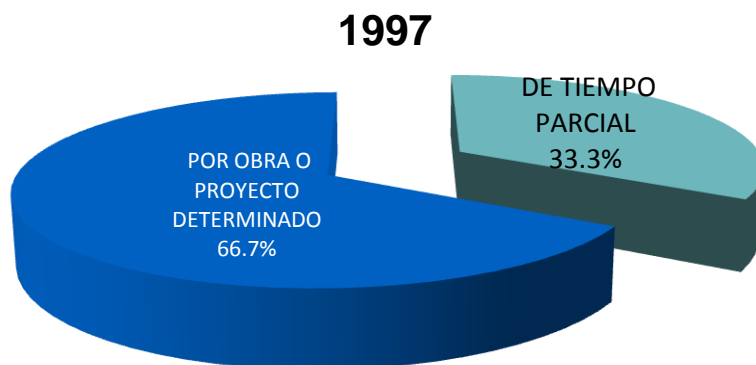 1997
DE TIEMPO
PARCIAL
33.3%
POR OBRA O
PROYECTO
DETERMINADO
66.7%